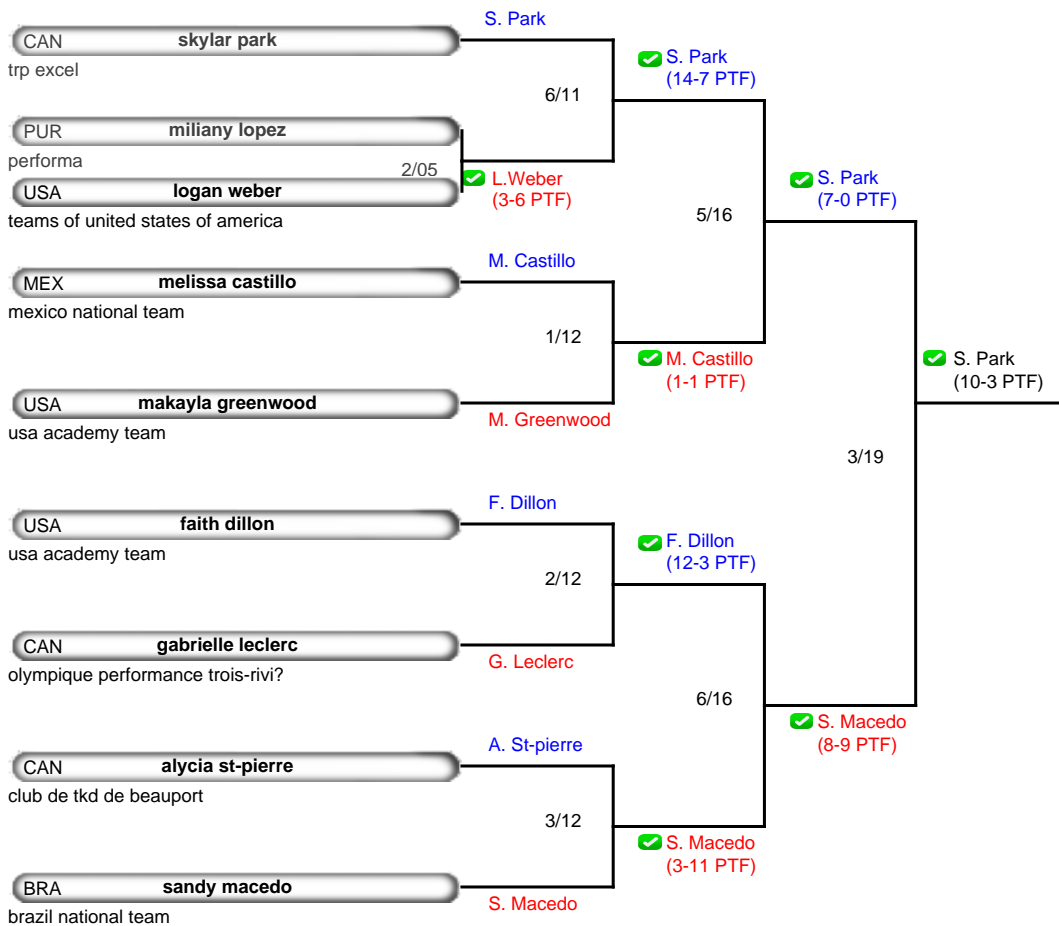 S. Park
CAN skylar park
trp excel
S. Park
(14-7 PTF)
6/11
PUR miliany lopez
performa
2/05
L.Weber
(3-6 PTF)
USA logan weber
teams of united states of america
S. Park
(7-0 PTF)
5/16
M. Castillo
MEX melissa castillo
mexico national team
1/12
M. Castillo
(1-1 PTF)
S. Park
(10-3 PTF)
USA makayla greenwood
M. Greenwood
usa academy team
3/19
F. Dillon
USA faith dillon
usa academy team
F. Dillon
(12-3 PTF)
2/12
CAN gabrielle leclerc
G. Leclerc
olympique performance trois-rivi?
6/16
S. Macedo
(8-9 PTF)
A. St-pierre
CAN alycia st-pierre
club de tkd de beauport
3/12
S. Macedo
(3-11 PTF)
BRA sandy macedo
S. Macedo
brazil national team